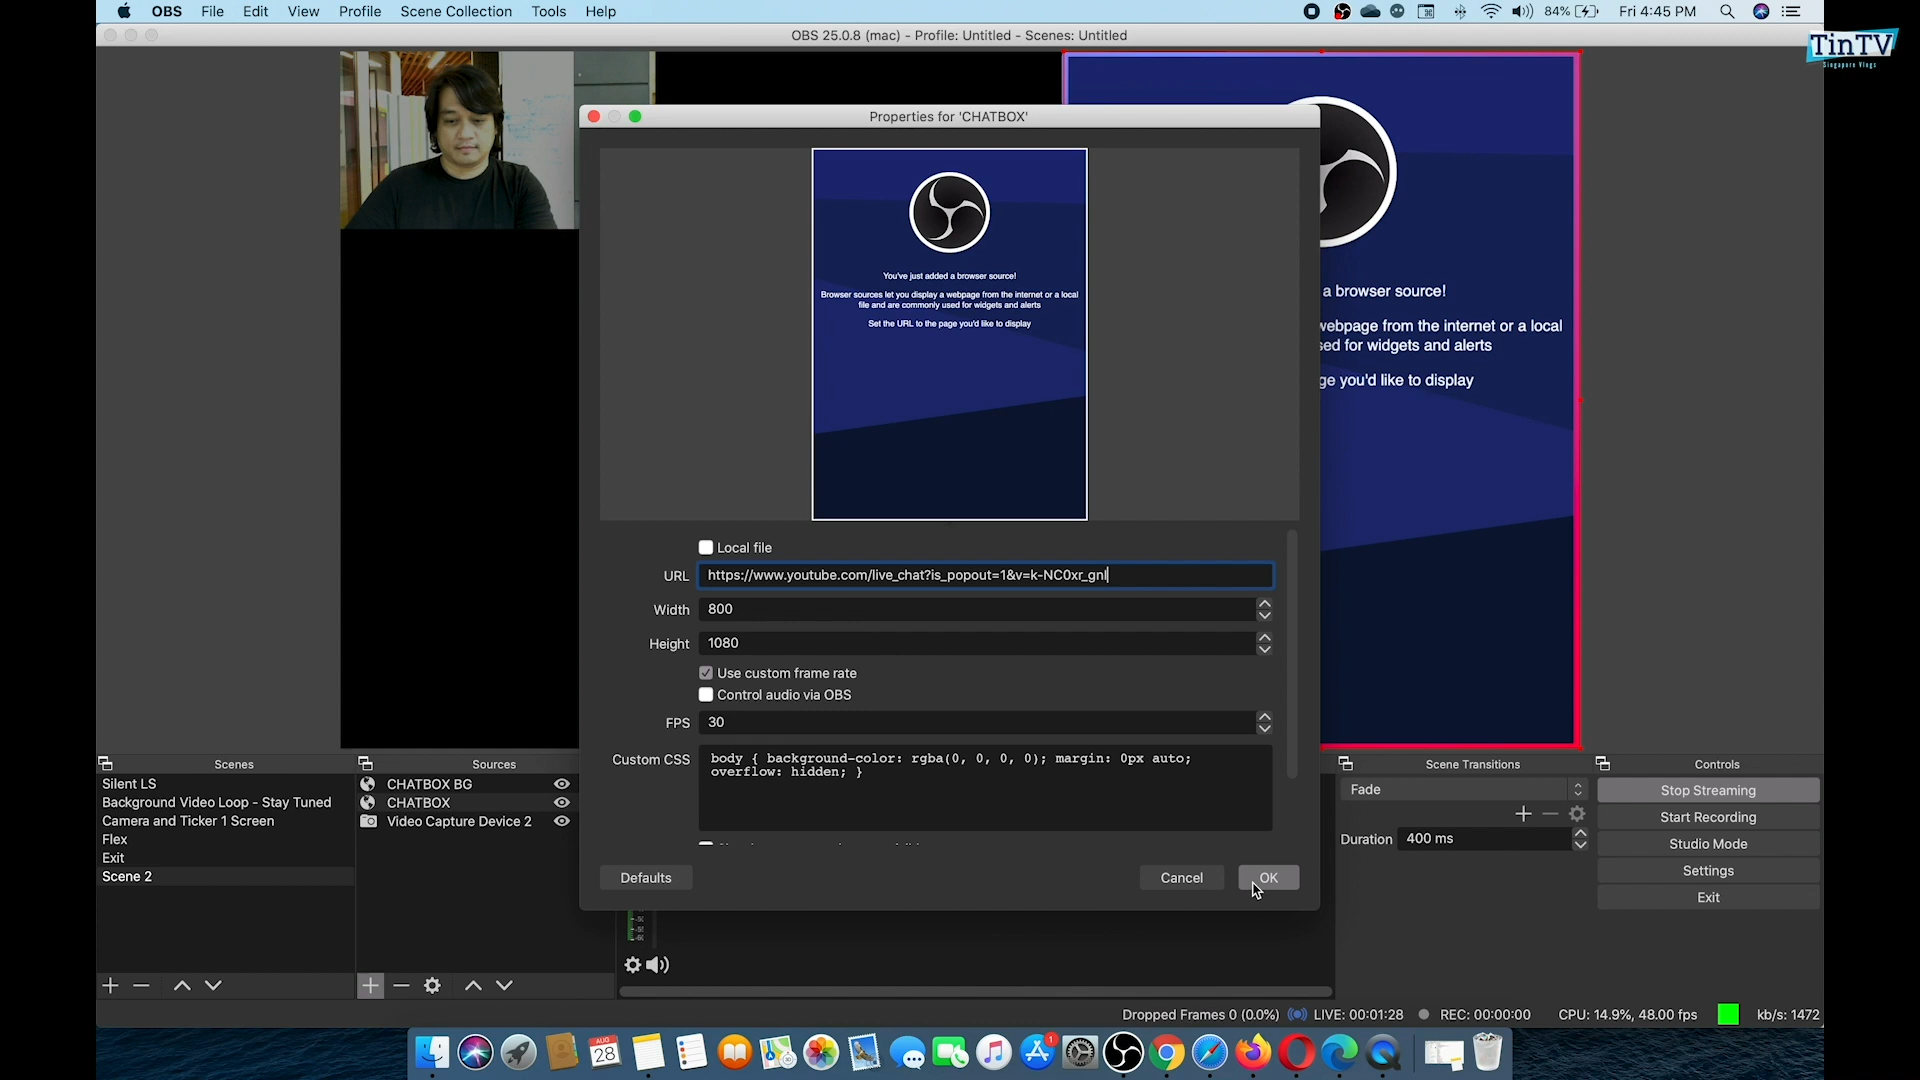 OBS File Edit View Profile Scene Collection Tools Help
84% Fri 4:45 PM
OBS 25.0.8 (mac) - Profile: Untitled - Scenes: Untitled
TinTV
Singapore Vlogs
Properties for 'CHATBOX'
You've just added a browser source!
Browser sources let you display a webpage from the internet or a local
file and are commonly used for widgets and alerts
Set the URL to the page you'd like to display
a browser source!
webpage from the internet or a local
sed for widgets and alerts
ge you'd like to display
Local file
URL https://www.youtube.com/live_chat?is_popout=1&v=k-NC0xr_gnI
Width 800
Height 1080
Use custom frame rate
Control audio via OBS
FPS 30
Custom CSS body { background-color: rgba(0, 0, 0, 0); margin: 0px auto;
overflow: hidden; }
Defaults Cancel OK
Scenes
Silent LS
Background Video Loop - Stay Tuned
Camera and Ticker 1 Screen
Flex
Exit
Scene 2
Sources
CHATBOX BG
CHATBOX
Video Capture Device 2
Scene Transitions
Fade
Duration 400 ms
Controls
Stop Streaming
Start Recording
Studio Mode
Settings
Exit
Dropped Frames 0 (0.0%) LIVE: 00:01:28 REC: 00:00:00 CPU: 14.9%, 48.00 fps kb/s: 1472
AUG
28
1